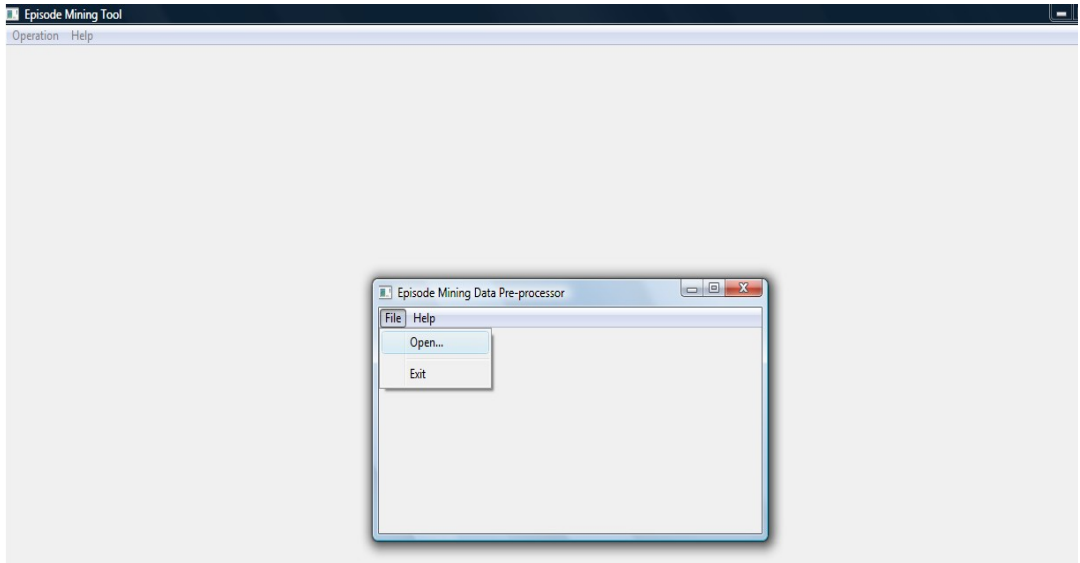 Episode Mining Tool
Operation Help
Episode Mining Data Pre-processor
File Help
Open...
Exit